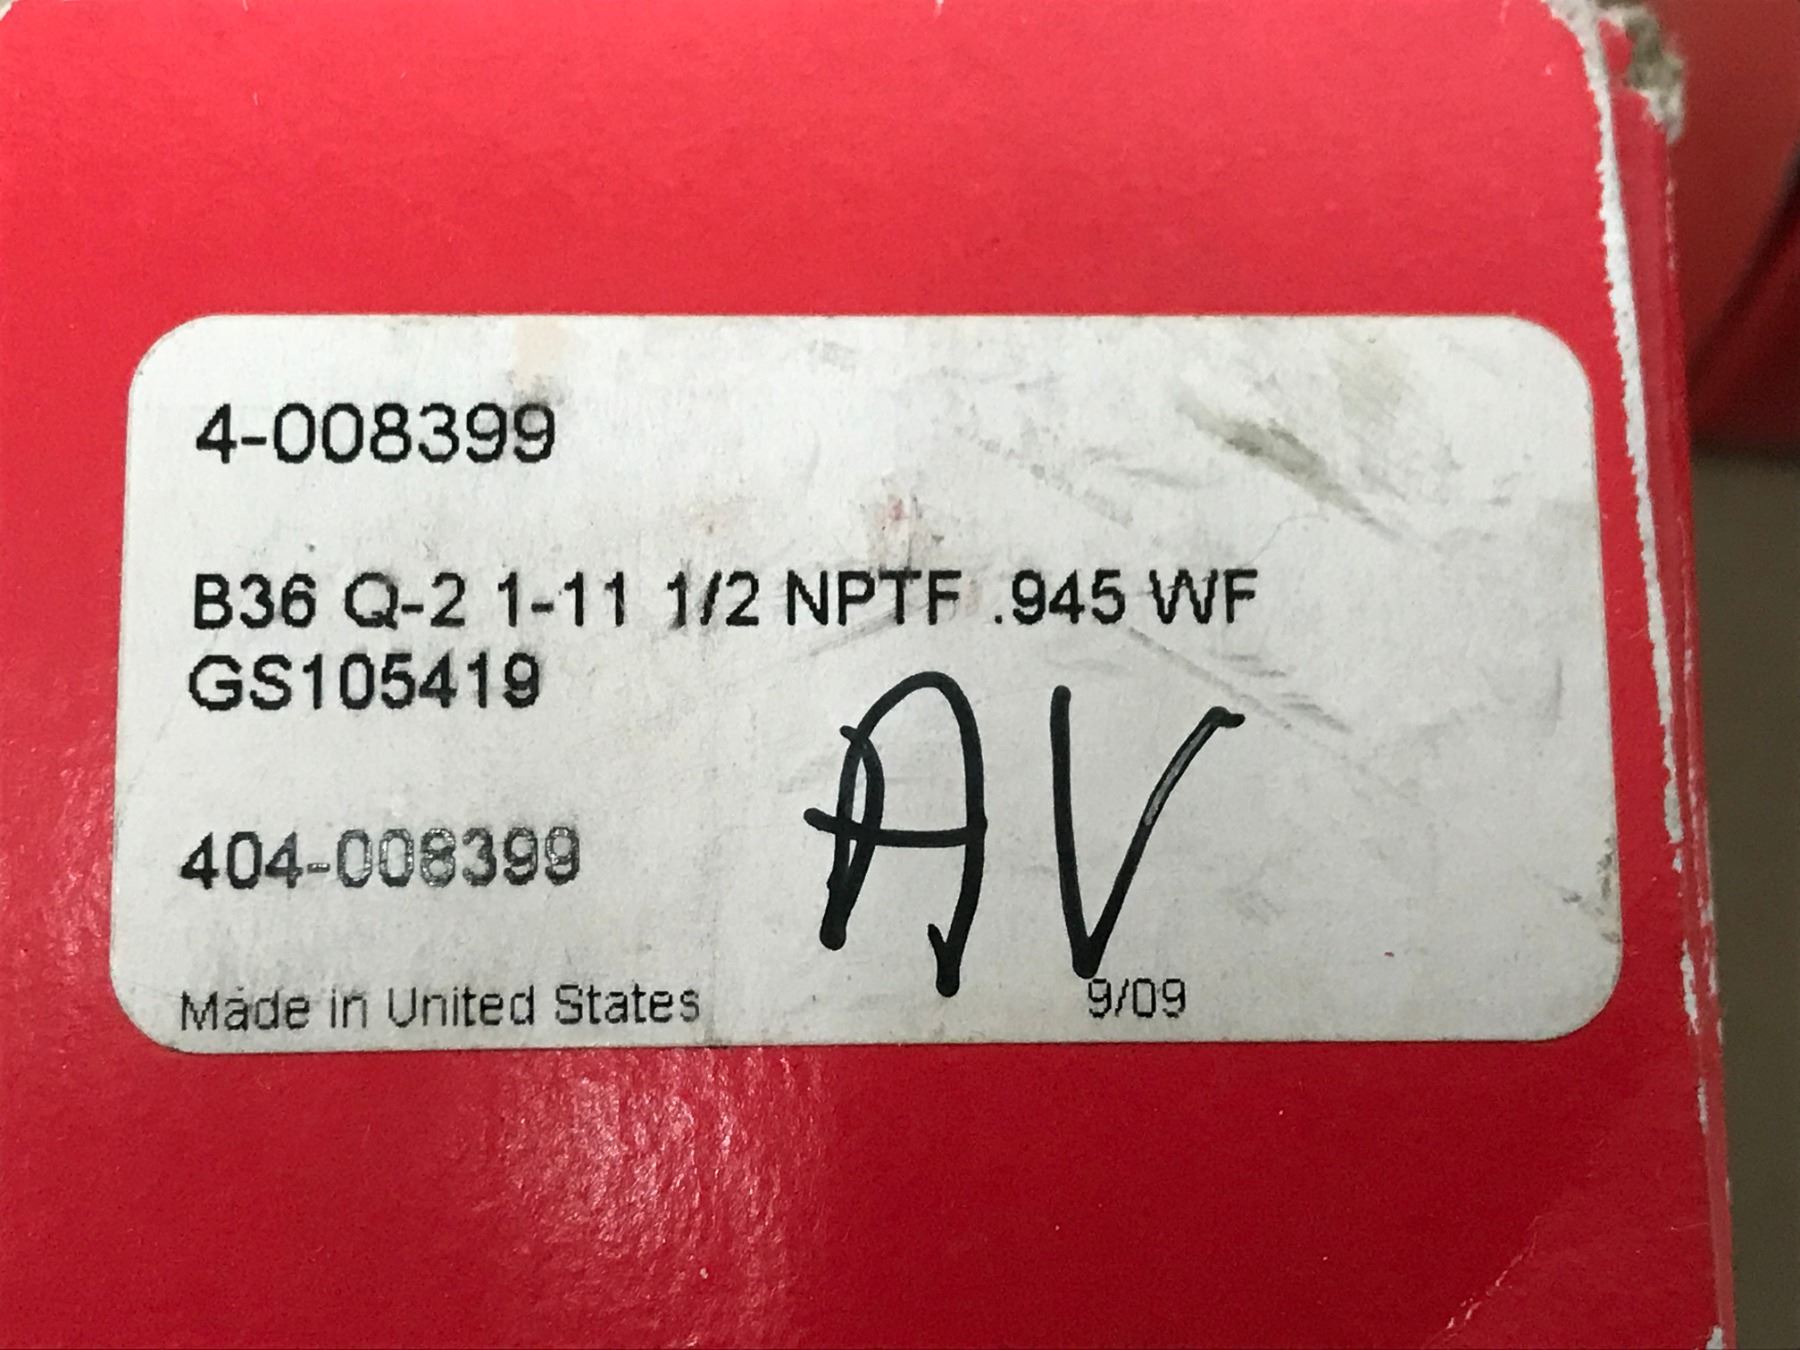 4-008399
B36 Q-2 1-11 1/2 NPTF .945 WF
GS105419
AV
404-008399
Made in United States
9/09